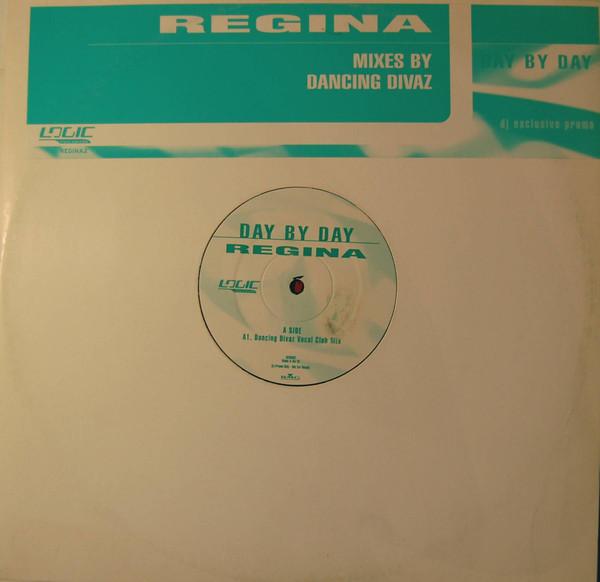 REGINA
MIXES BY
DANCING DIVAZ
DAY BY DAY
dj exclusive promo
LOGIC
REGINA2
DAY BY DAY
REGINA
LOGIC
A SIDE
A1. Dancing Divaz Vocal Club Mix
BMG